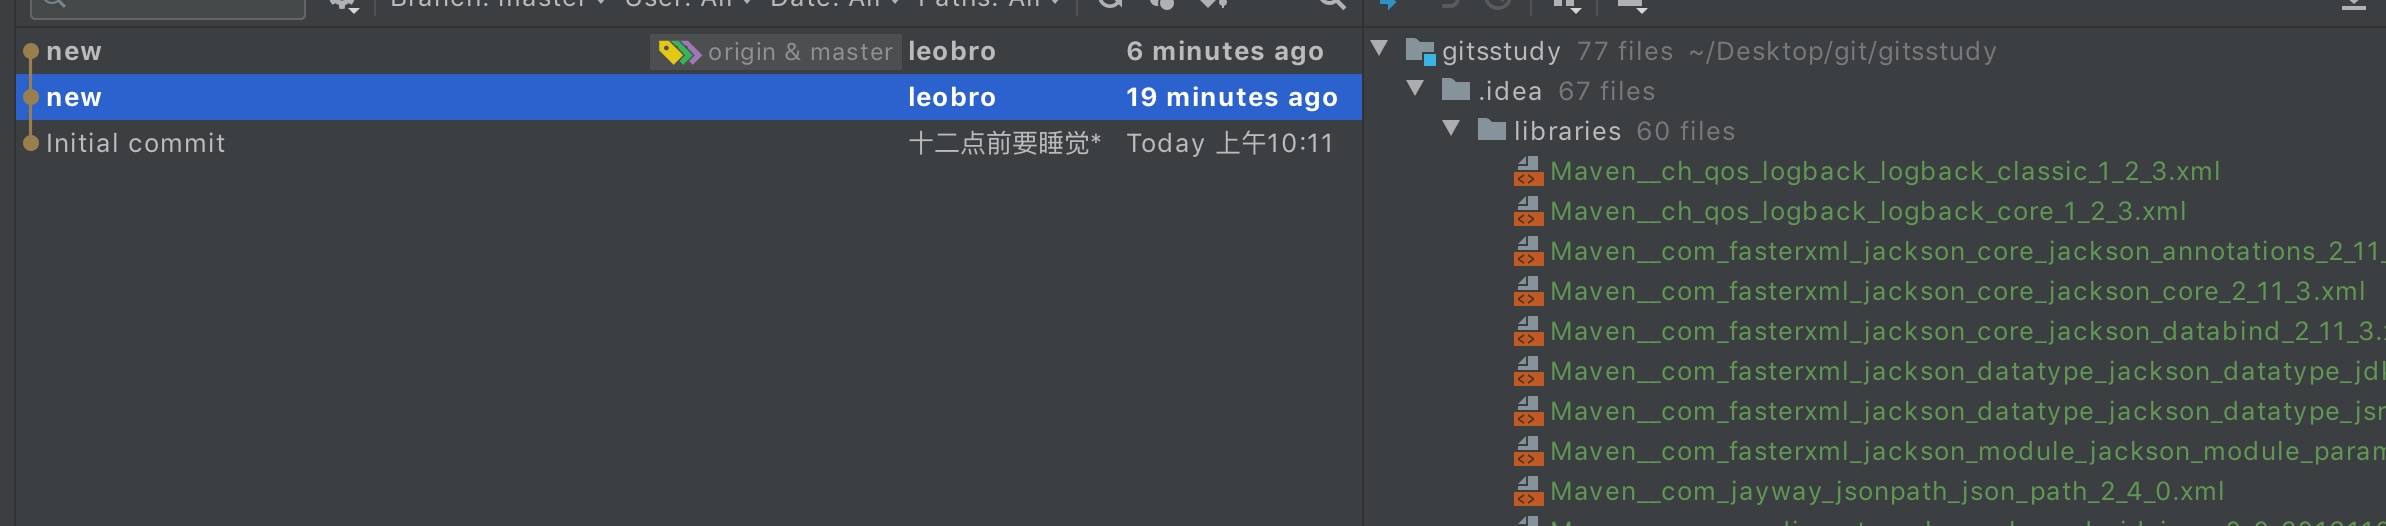 Branch: master User: All Date: All Paths: All
new origin & master leobro 6 minutes ago
new leobro 19 minutes ago
Initial commit 十二点前要睡觉* Today 上午10:11
gitsstudy 77 files ~/Desktop/git/gitsstudy
.idea 67 files
libraries 60 files
Maven__ch_qos_logback_logback_classic_1_2_3.xml
Maven__ch_qos_logback_logback_core_1_2_3.xml
Maven__com_fasterxml_jackson_core_jackson_annotations_2_11_
Maven__com_fasterxml_jackson_core_jackson_core_2_11_3.xml
Maven__com_fasterxml_jackson_core_jackson_databind_2_11_3.
Maven__com_fasterxml_jackson_datatype_jackson_datatype_jd
Maven__com_fasterxml_jackson_datatype_jackson_datatype_jsr
Maven__com_fasterxml_jackson_module_jackson_module_param
Maven__com_jayway_jsonpath_json_path_2_4_0.xml